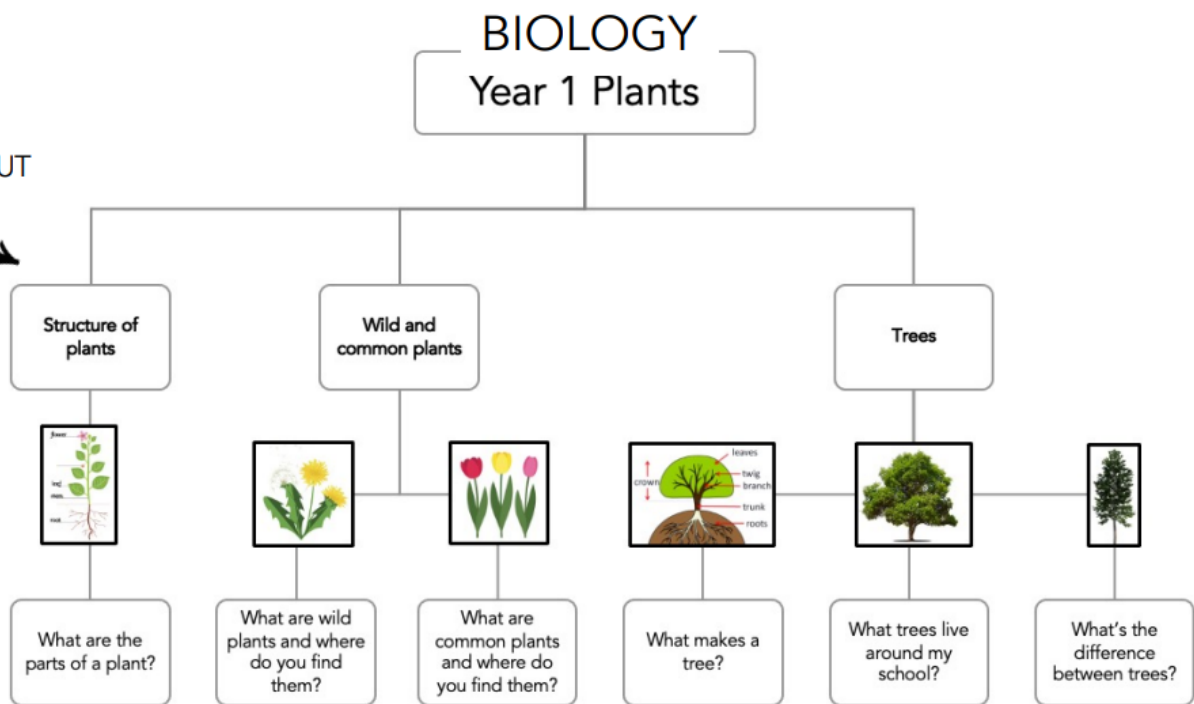 BIOLOGY
Year 1 Plants
UT
Structure of
plants
Wild and
common plants
Trees
flower
root
leaves
crown
twig
branch
trunk
roots
What are the
parts of a plant?
What are wild
plants and where
do you find
them?
What are
common plants
and where do
you find them?
What makes a
tree?
What trees live
around my
school?
What's the
difference
between trees?